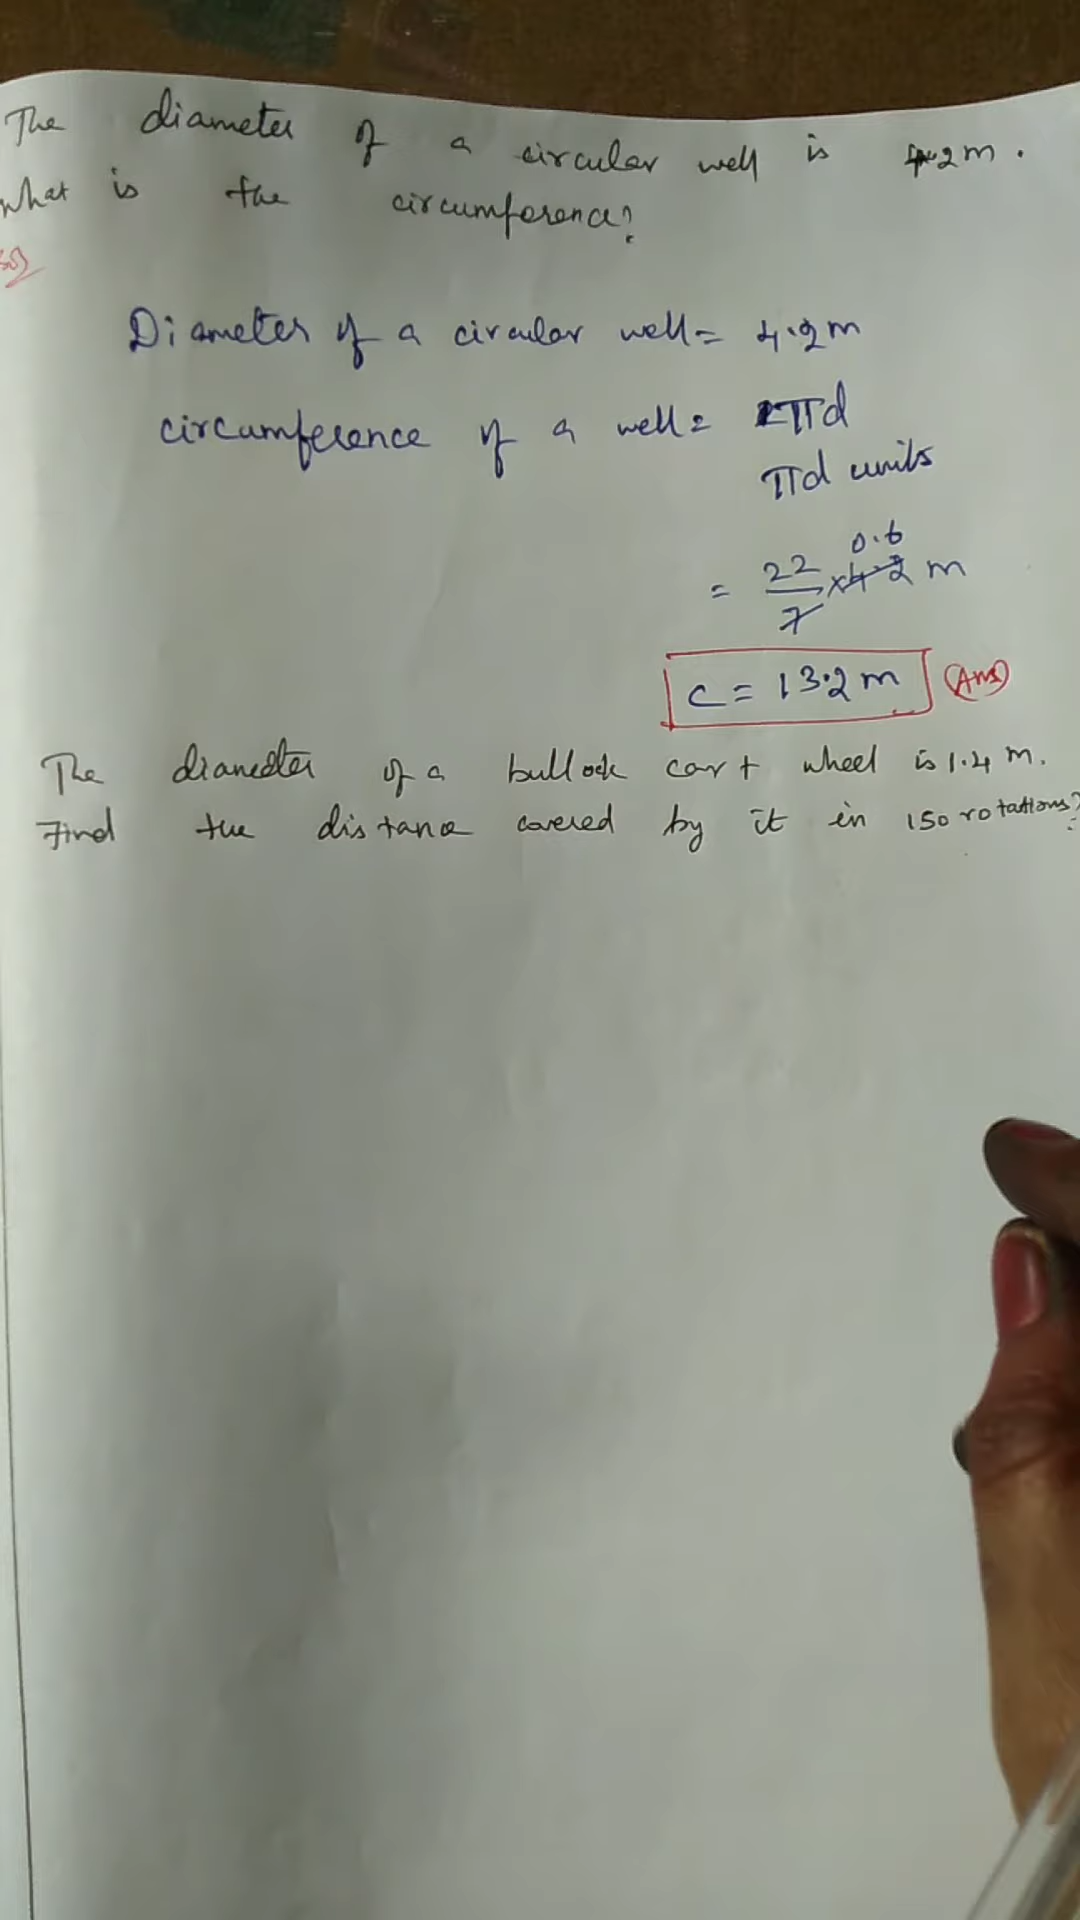 The diameter of a circular well is 4.2m.
What is the circumference?
Sol
Diameter of a circular well = 4.2m
circumference of a well = πd
πd units
0.6
= 22/7 × 4.2 m
C = 13.2 m Ans
The diameter of a bullock cart wheel is 1.4 m.
Find the distance covered by it in 150 rotations?